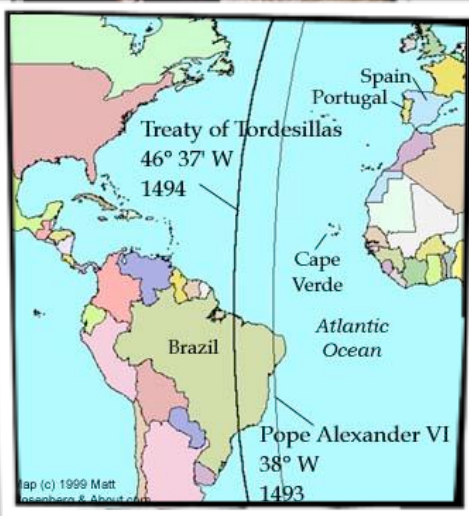 Spain
Portugal
Treaty of Tordesillas
46° 37' W
1494
Cape
Verde
Atlantic
Ocean
Brazil
Pope Alexander VI
38° W
1493
Map (c) 1999 Matt
Rosenberg & About.com